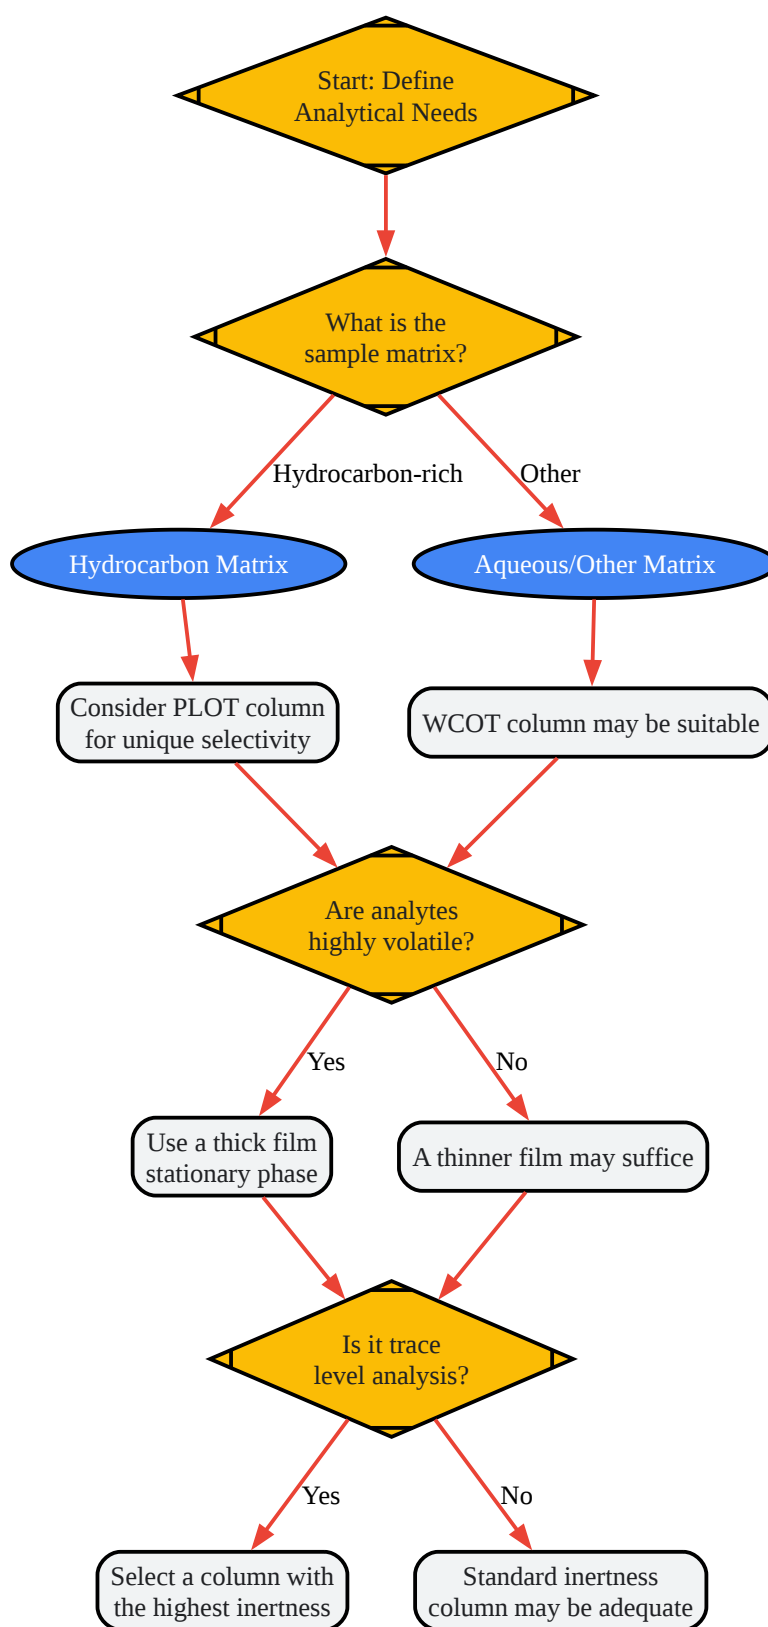 Start: Define
Analytical Needs
What is the
sample matrix?
Hydrocarbon-rich
Other
Hydrocarbon Matrix
Aqueous/Other Matrix
Consider PLOT column
for unique selectivity
WCOT column may be suitable
Are analytes
highly volatile?
Yes
No
Use a thick film
stationary phase
A thinner film may suffice
Is it trace
level analysis?
Yes
No
Select a column with
the highest inertness
Standard inertness
column may be adequate